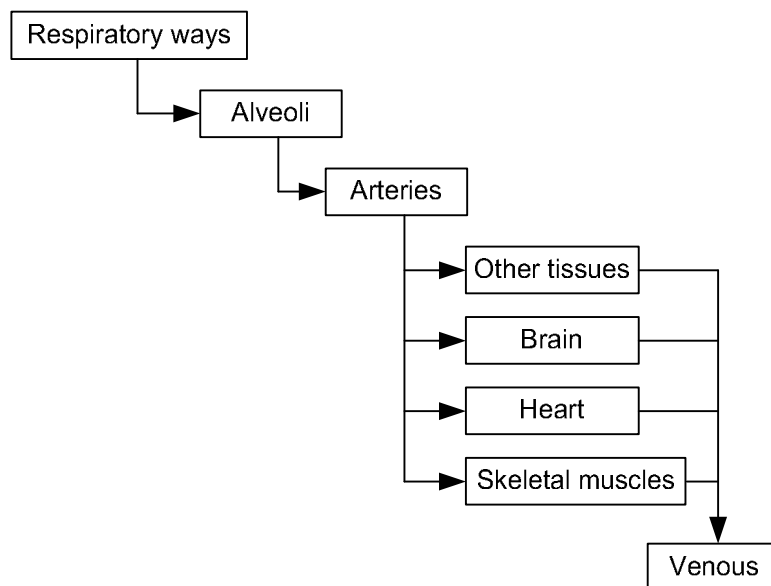 Respiratory ways
Alveoli
Arteries
Other tissues
Brain
Heart
Skeletal muscles
Venous